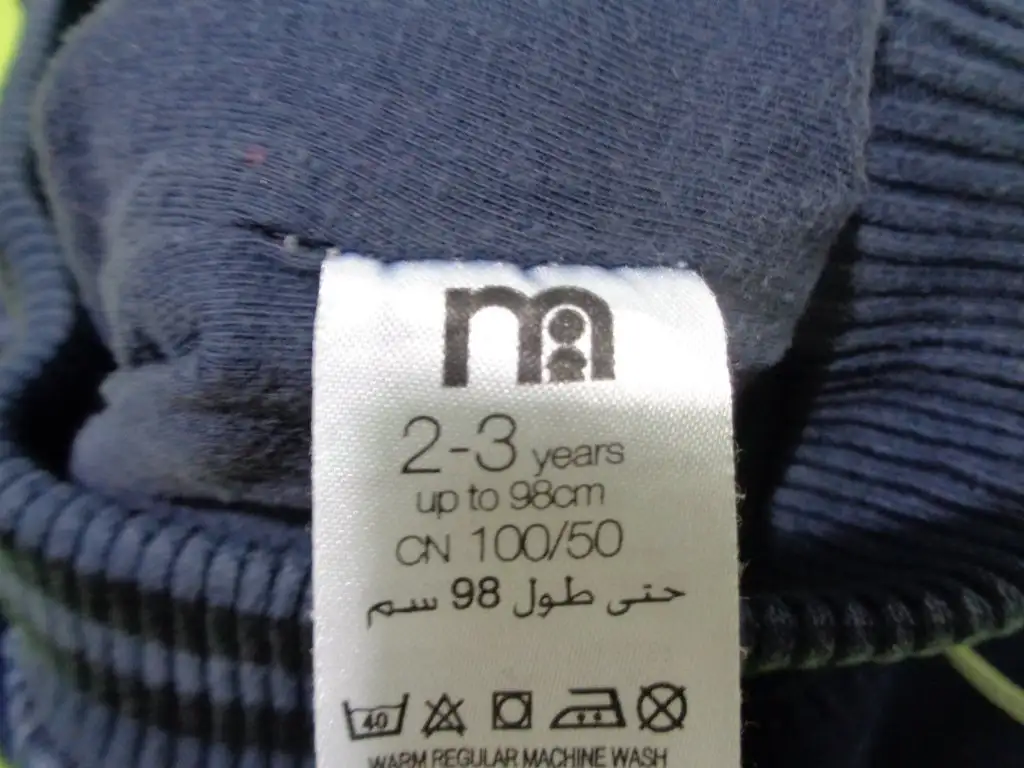 m
2-3 years
up to 98cm
CN 100/50
حتى طول 98 سم
40
WARM REGULAR MACHINE WASH